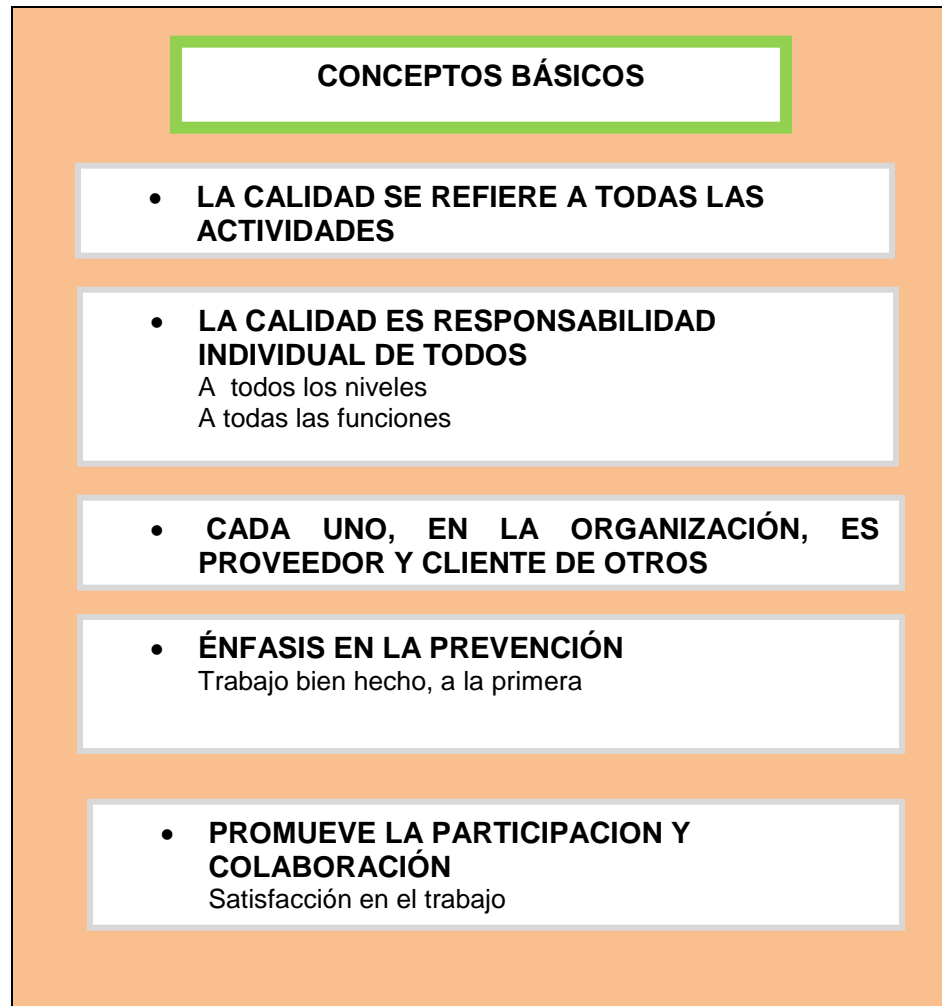 CONCEPTOS BÁSICOS
• LA CALIDAD SE REFIERE A TODAS LAS
ACTIVIDADES
• LA CALIDAD ES RESPONSABILIDAD
INDIVIDUAL DE TODOS
A todos los niveles
A todas las funciones
• CADA UNO, EN LA ORGANIZACIÓN, ES
PROVEEDOR Y CLIENTE DE OTROS
• ÉNFASIS EN LA PREVENCIÓN
Trabajo bien hecho, a la primera
• PROMUEVE LA PARTICIPACION Y
COLABORACIÓN
Satisfacción en el trabajo